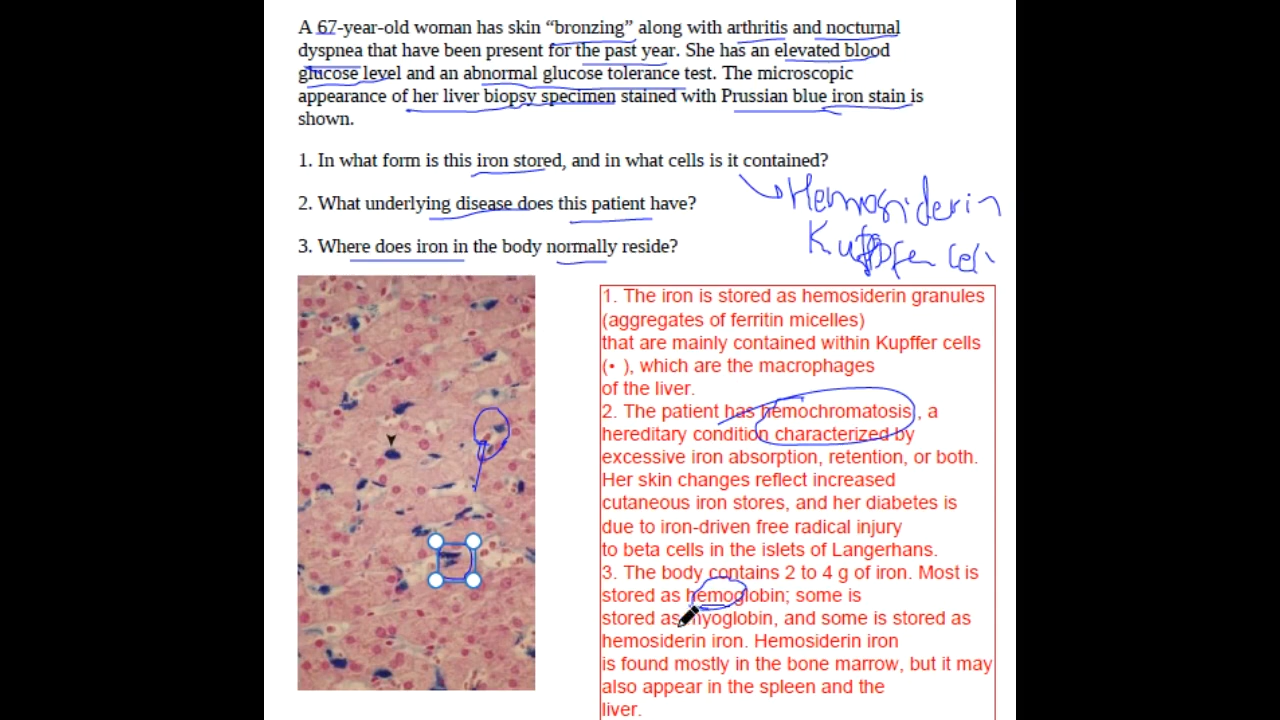 A 67-year-old woman has skin “bronzing” along with arthritis and nocturnal
dyspnea that have been present for the past year. She has an elevated blood
glucose level and an abnormal glucose tolerance test. The microscopic
appearance of her liver biopsy specimen stained with Prussian blue iron stain is
shown.
1. In what form is this iron stored, and in what cells is it contained?
2. What underlying disease does this patient have?
3. Where does iron in the body normally reside?
Hemosiderin
Kupffer Cells
1. The iron is stored as hemosiderin granules
(aggregates of ferritin micelles)
that are mainly contained within Kupffer cells
(• ), which are the macrophages
of the liver.
2. The patient has hemochromatosis, , a
hereditary condition characterized by
excessive iron absorption, retention, or both.
Her skin changes reflect increased
cutaneous iron stores, and her diabetes is
due to iron-driven free radical injury
to beta cells in the islets of Langerhans.
3. The body contains 2 to 4 g of iron. Most is
stored as hemoglobin; some is
stored as myoglobin, and some is stored as
hemosiderin iron. Hemosiderin iron
is found mostly in the bone marrow, but it may
also appear in the spleen and the
liver.